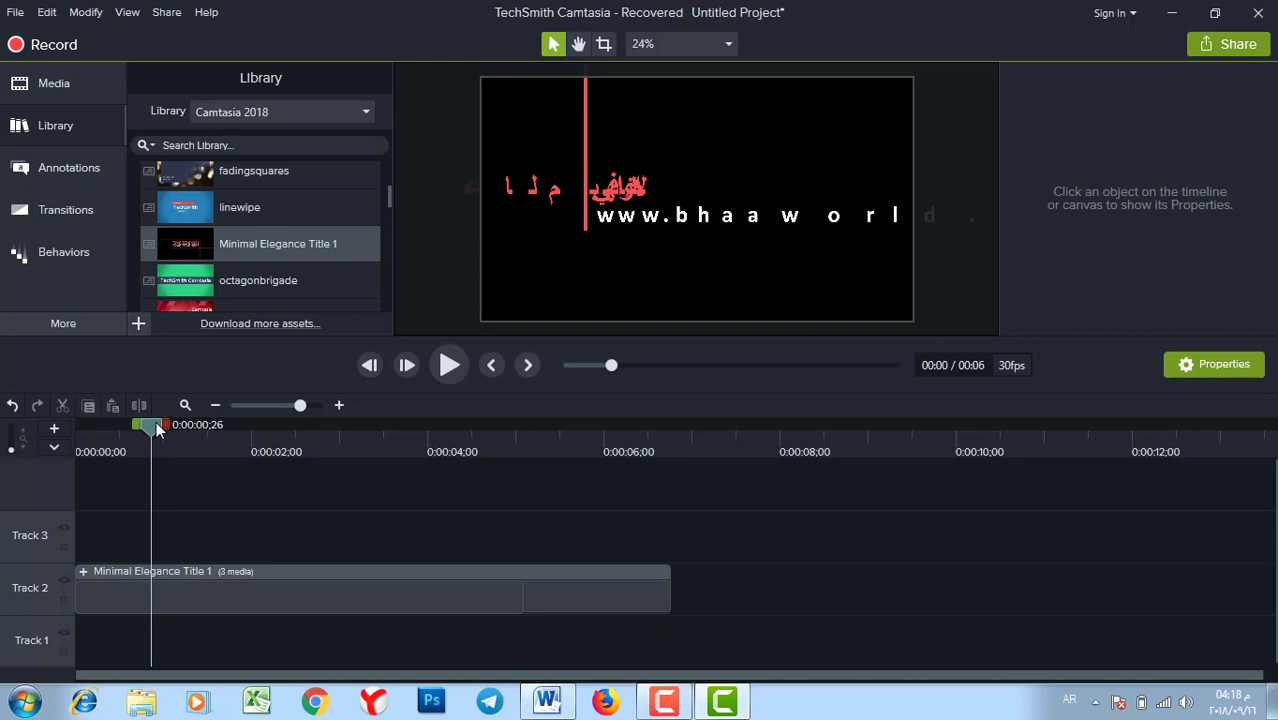 File Edit Modify View Share Help
TechSmith Camtasia - Recovered Untitled Project*
Sign In
Record
24%
Share
Media
Library
Annotations
Transitions
Behaviors
More
Library
Library Camtasia 2018
Search Library...
fadingsquares
linewipe
Minimal Elegance Title 1
octagonbrigade
Download more assets...
www.bhaaworld.
Click an object on the timeline
or canvas to show its Properties.
00:00 / 00:06 30fps
Properties
0:00:00;26
0:00:00;00 0:00:02;00 0:00:04;00 0:00:06;00 0:00:08;00 0:00:10;00 0:00:12;00
Track 3
Minimal Elegance Title 1 (3 media)
Track 2
Track 1
Ps
W
AR
04:18 م
٢٠١٨/٠٩/١٦